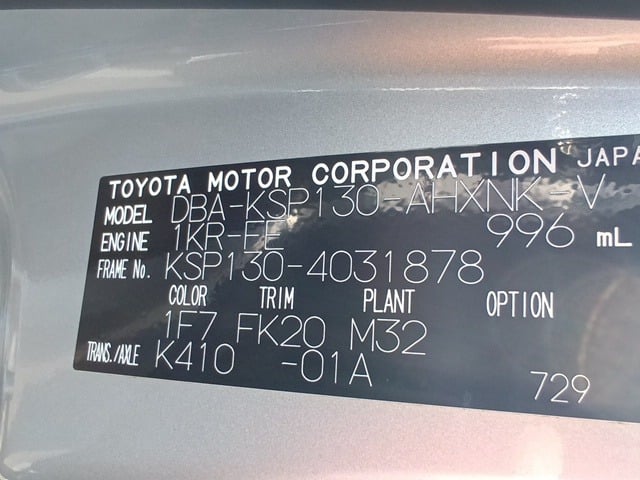 TOYOTA MOTOR CORPORATION JAPA
MODEL DBA-KSP130-AHXNK-V
ENGINE 1KR-FE 996 mL
FRAME No. KSP130-4031878
COLOR TRIM PLANT OPTION
1F7 FK20 M32
TRANS./AXLE K410 -01A
729